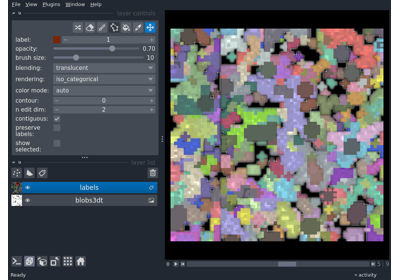 File View Plugins Window Help
layer controls
label: 1
opacity: 0.70
brush size: 10
blending: translucent
rendering: iso_categorical
color mode: auto
contour: 0
n edit dim: 2
contiguous:
preserve
labels:
show
selected:
layer list
labels
blobs3dt
Ready
activity